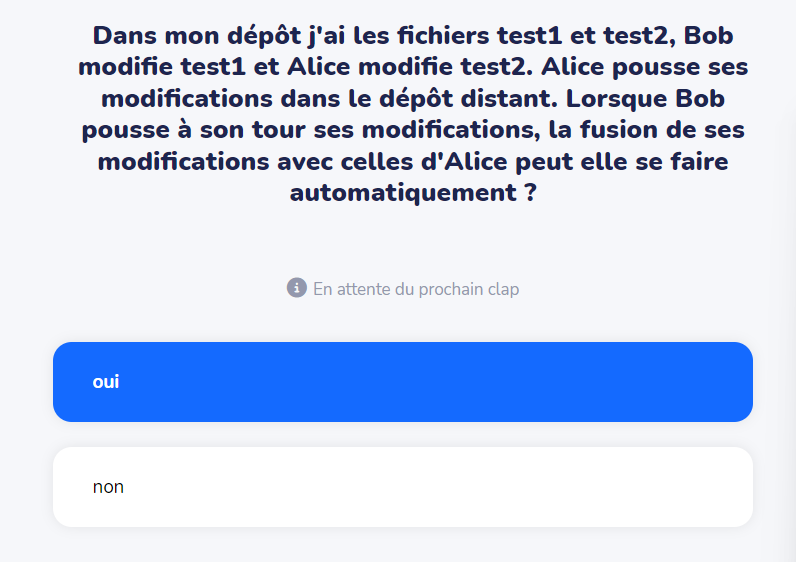 Dans mon dépôt j'ai les fichiers test1 et test2, Bob
modifie test1 et Alice modifie test2. Alice pousse ses
modifications dans le dépôt distant. Lorsque Bob
pousse à son tour ses modifications, la fusion de ses
modifications avec celles d'Alice peut elle se faire
automatiquement ?
En attente du prochain clap
oui
non